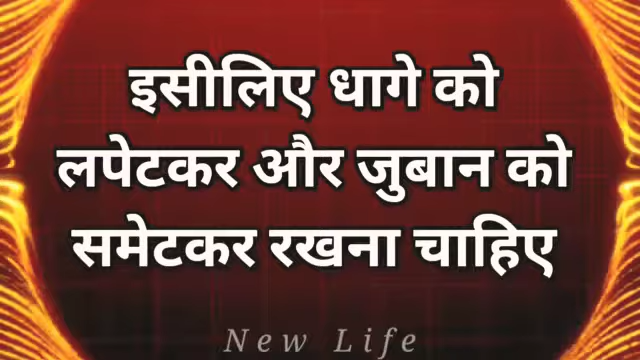 इसीलिए धागे को
लपेटकर और जुबान को
समेटकर रखना चाहिए
New Life